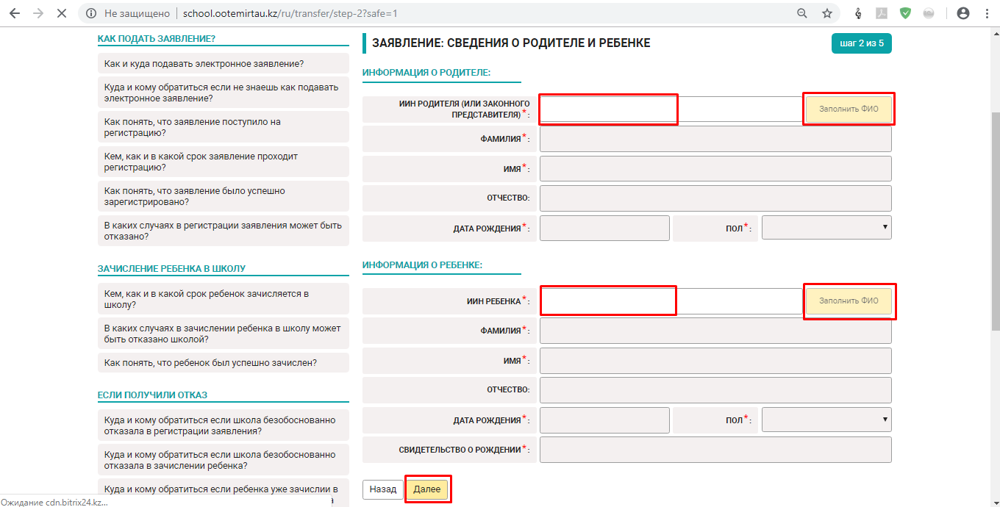 Не защищено
school.ootemirtau.kz/ru/transfer/step-2?safe=1
КАК ПОДАТЬ ЗАЯВЛЕНИЕ?
Как и куда подавать электронное заявление?
Куда и кому обратиться если не знаешь как подавать
электронное заявление?
Как понять, что заявление поступило на
регистрацию?
Кем, как и в какой срок заявление проходит
регистрацию?
Как понять, что заявление было успешно
зарегистрировано?
В каких случаях в регистрации заявления может быть
отказано?
ЗАЧИСЛЕНИЕ РЕБЕНКА В ШКОЛУ
Кем, как и в какой срок ребенок зачисляется в
школу?
В каких случаях в зачислении ребенка в школу может
быть отказано школой?
Как понять, что ребенок был успешно зачислен?
ЕСЛИ ПОЛУЧИЛИ ОТКАЗ
Куда и кому обратиться если школа безобоснованно
отказала в регистрации заявления?
Куда и кому обратиться если школа безобоснованно
отказала в зачислении ребенка?
Куда и кому обратиться если ребенка уже зачислии в
ЗАЯВЛЕНИЕ: СВЕДЕНИЯ О РОДИТЕЛЕ И РЕБЕНКЕ
шаг 2 из 5
ИНФОРМАЦИЯ О РОДИТЕЛЕ:
ИИН РОДИТЕЛЯ (ИЛИ ЗАКОННОГО
ПРЕДСТАВИТЕЛЯ)*:
Заполнить ФИО
ФАМИЛИЯ*:
ИМЯ*:
ОТЧЕСТВО:
ДАТА РОЖДЕНИЯ*:
ПОЛ*:
ИНФОРМАЦИЯ О РЕБЕНКЕ:
ИИН РЕБЕНКА*:
Заполнить ФИО
ФАМИЛИЯ*:
ИМЯ*:
ОТЧЕСТВО:
ДАТА РОЖДЕНИЯ*:
ПОЛ*:
СВИДЕТЕЛЬСТВО О РОЖДЕНИИ*:
Назад
Далее
Ожидание cdn.bitrix24.kz...